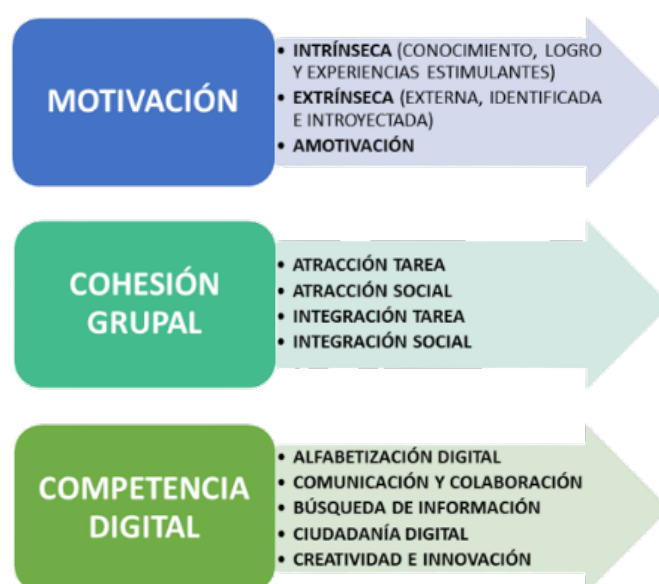 MOTIVACIÓN
• INTRÍNSECA (CONOCIMIENTO, LOGRO
Y EXPERIENCIAS ESTIMULANTES)
• EXTRÍNSECA (EXTERNA, IDENTIFICADA
E INTROYECTADA)
• AMOTIVACIÓN
COHESIÓN
GRUPAL
• ATRACCIÓN TAREA
• ATRACCIÓN SOCIAL
• INTEGRACIÓN TAREA
• INTEGRACIÓN SOCIAL
COMPETENCIA
DIGITAL
• ALFABETIZACIÓN DIGITAL
• COMUNICACIÓN Y COLABORACIÓN
• BÚSQUEDA DE INFORMACIÓN
• CIUDADANÍA DIGITAL
• CREATIVIDAD E INNOVACIÓN